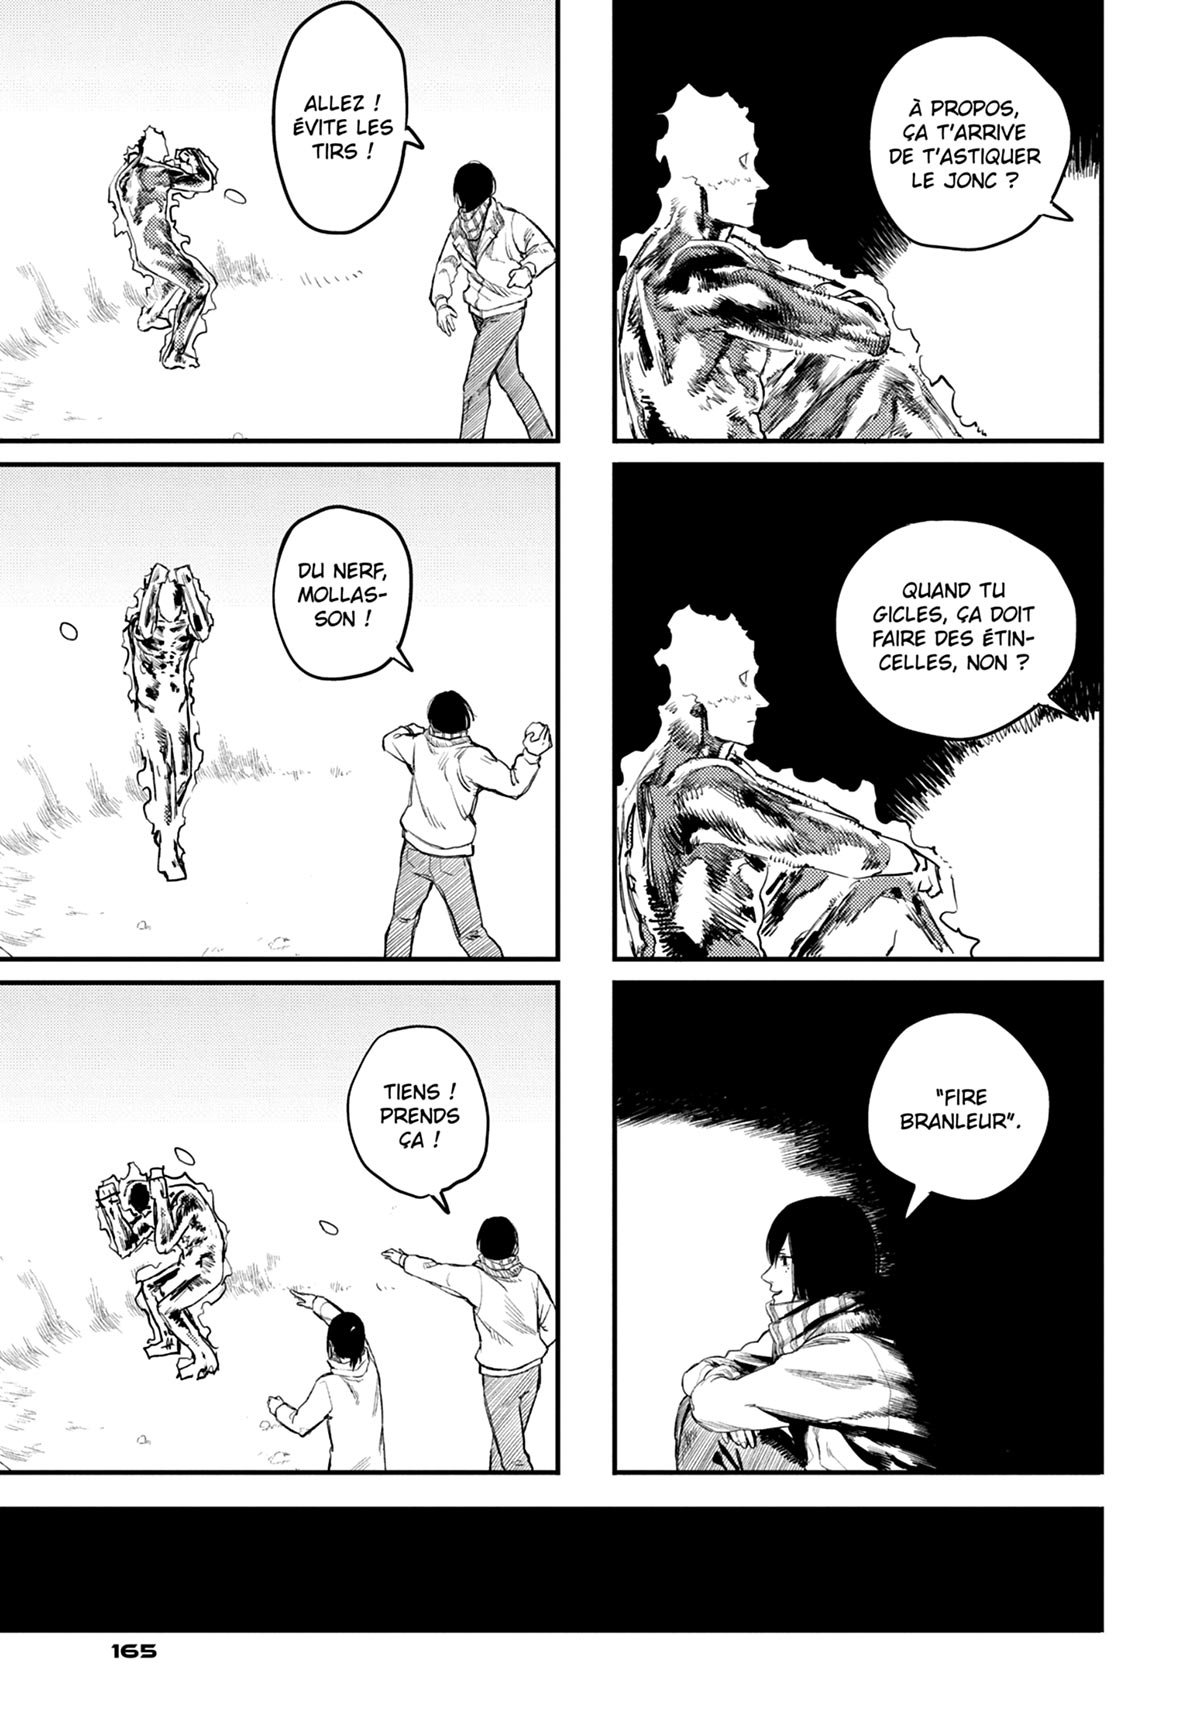 À PROPOS,
ÇA T'ARRIVE
DE T'ASTIQUER
LE JONC ?
QUAND TU
GICLES, ÇA DOIT
FAIRE DES ÉTIN-
CELLES, NON ?
"FIRE
BRANLEUR".
ALLEZ !
ÉVITE LES
TIRS !
DU NERF,
MOLLAS-
SON !
TIENS !
PRENDS
ÇA !
165